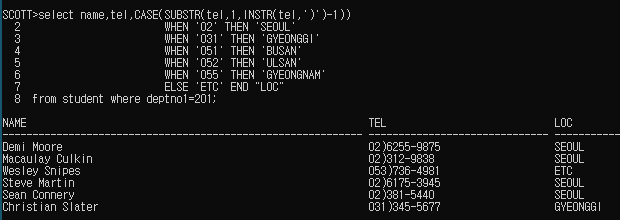 SCOTT>select name,tel,CASE(SUBSTR(tel,1,INSTR(tel,')')-1))
2 WHEN '02' THEN 'SEOUL'
3 WHEN '031' THEN 'GYEONGGI'
4 WHEN '051' THEN 'BUSAN'
5 WHEN '052' THEN 'ULSAN'
6 WHEN '055' THEN 'GYEONGNAM'
7 ELSE 'ETC' END "LOC"
8 from student where deptno1=201;
NAME TEL LOC
------------------------------------------------------------ ------------------------------ -----------
Demi Moore 02)6255-9875 SEOUL
Macaulay Culkin 02)312-9838 SEOUL
Wesley Snipes 053)736-4981 ETC
Steve Martin 02)6175-3945 SEOUL
Sean Connery 02)381-5440 SEOUL
Christian Slater 031)345-5677 GYEONGGI